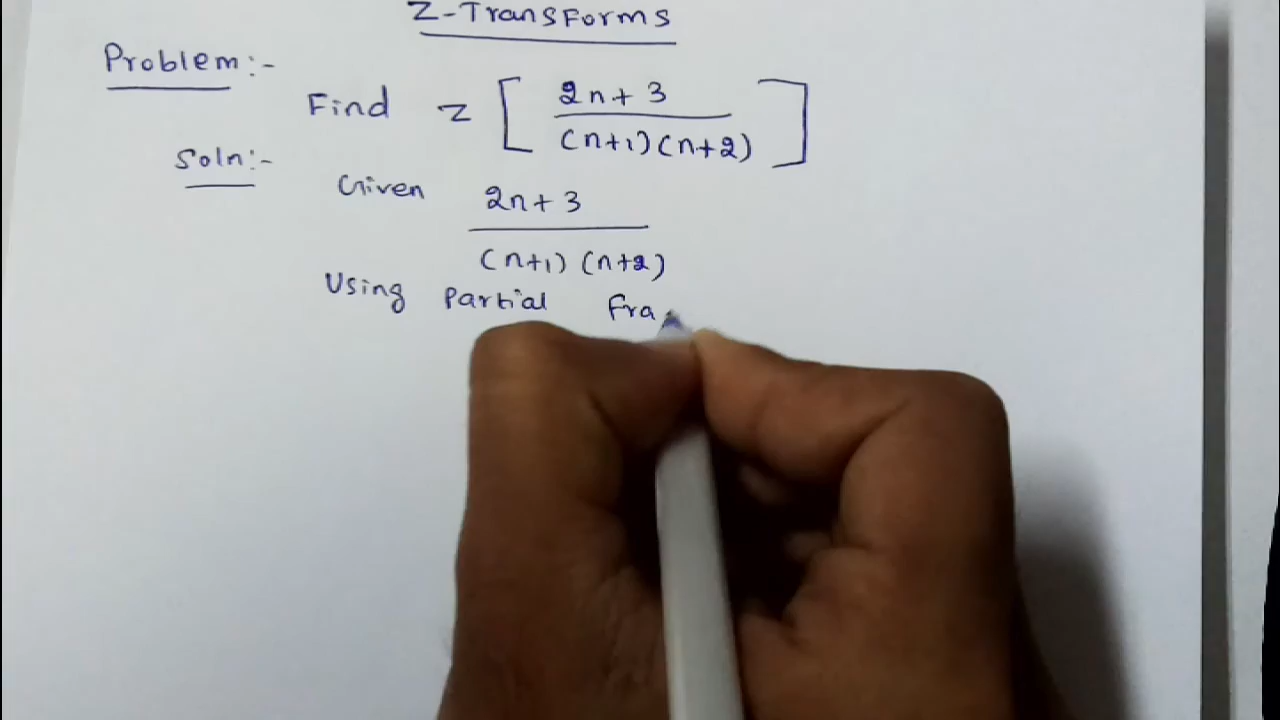 Z-Transforms
Problem:-
Find Z [ 2n+3 / (n+1)(n+2) ]
Soln:-
Given 2n+3 / (n+1)(n+2)
Using Partial Fra